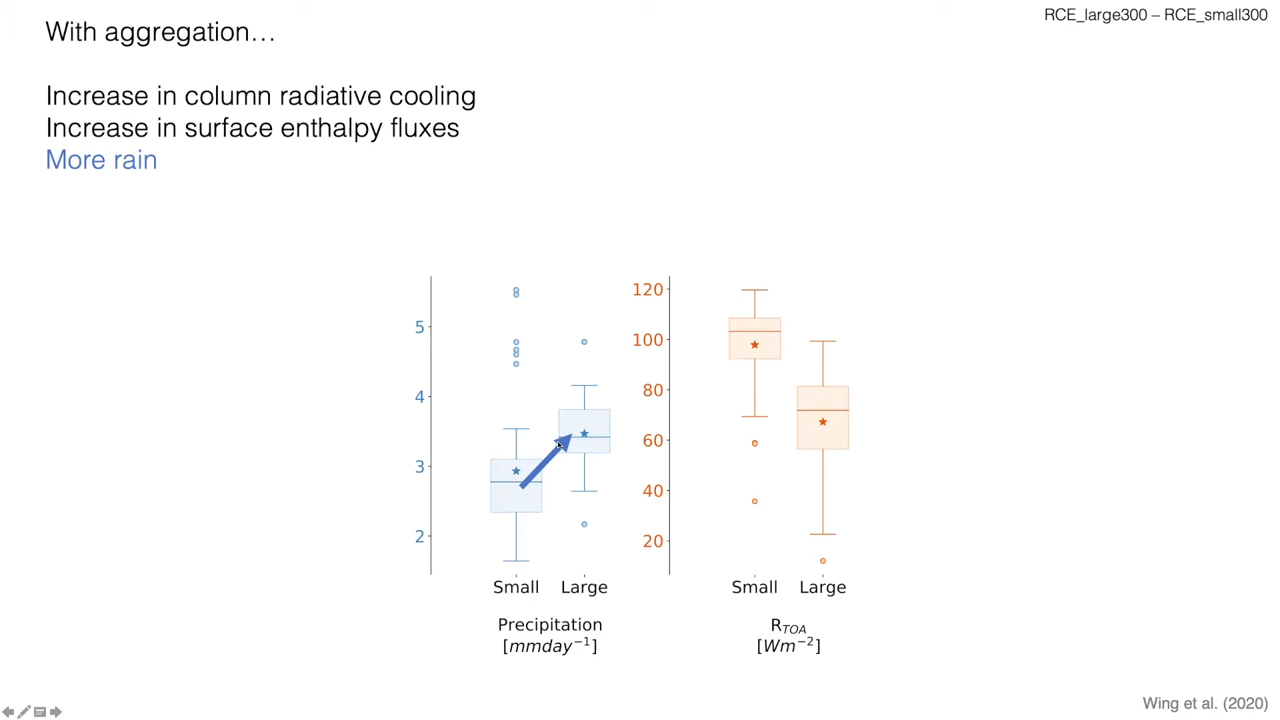 RCE_large300 – RCE_small300
With aggregation…
Increase in column radiative cooling
Increase in surface enthalpy fluxes
More rain
5
4
3
2
Small Large
Precipitation
[mmday⁻¹]
120
100
80
60
40
20
Small Large
R_TOA
[Wm⁻²]
Wing et al. (2020)